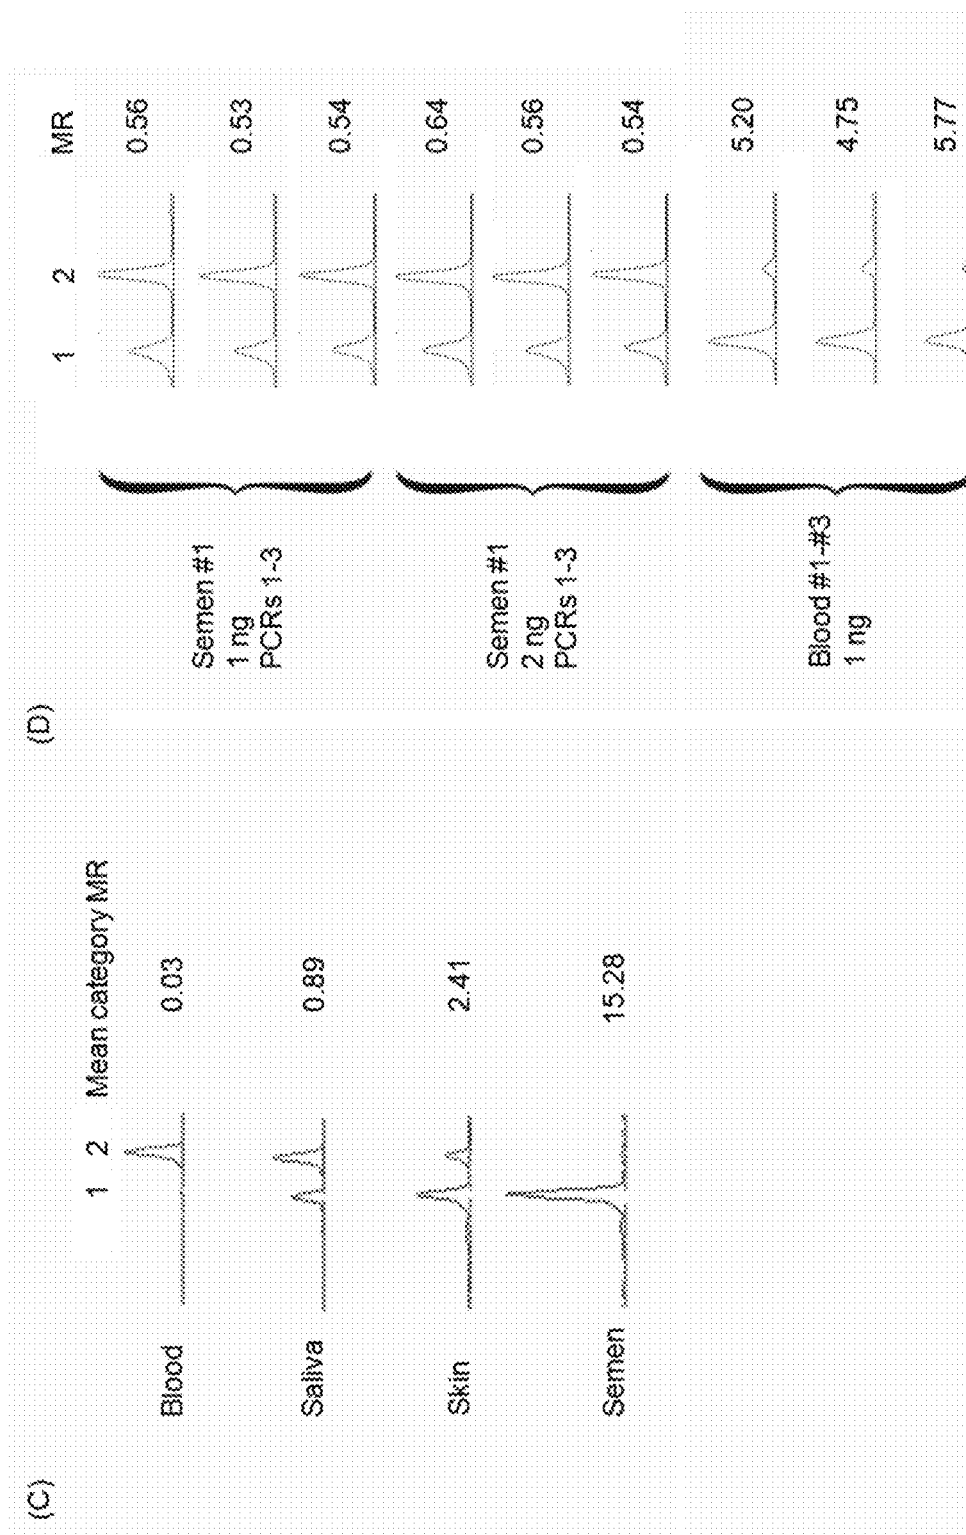 (C)
1 2 Mean category MR
Blood 0.03
Saliva 0.89
Skin 2.41
Semen 15.28
(D)
1 2 MR
Semen #1
1 ng
PCRs 1-3
0.56
0.53
0.54
Semen #1
2 ng
PCRs 1-3
0.64
0.56
0.54
Blood #1-#3
1 ng
5.20
4.75
5.77